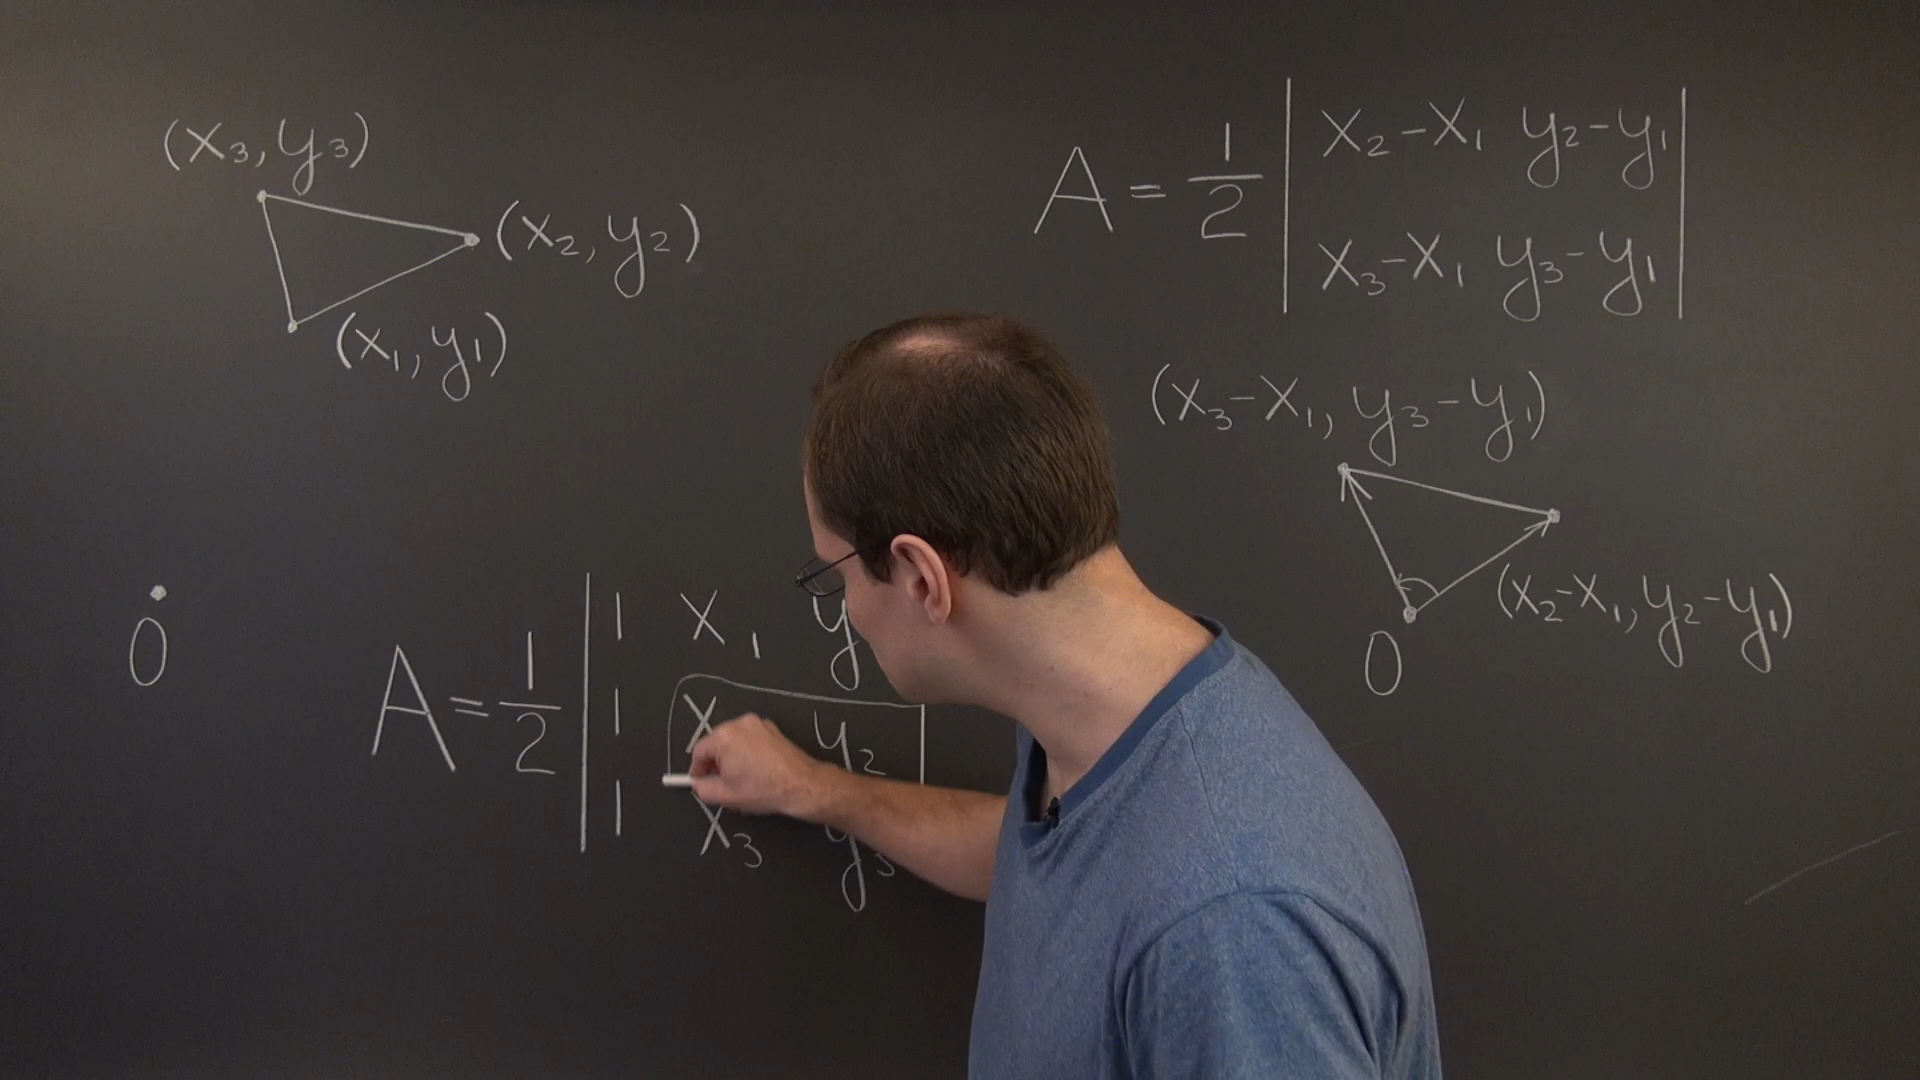 (x₃, y₃)
(x₂, y₂)
(x₁, y₁)
A = 1/2 | x₂-x₁ y₂-y₁ |
| x₃-x₁ y₃-y₁ |
(x₃-x₁, y₃-y₁)
(x₂-x₁, y₂-y₁)
0
0
A = 1/2 | 1 x₁ y
1 x y₂
1 x₃ y₃